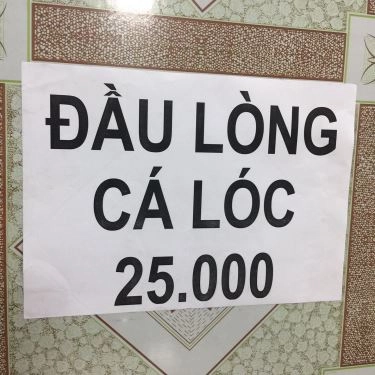 ĐẦU LÒNG
CÁ LÓC
25.000